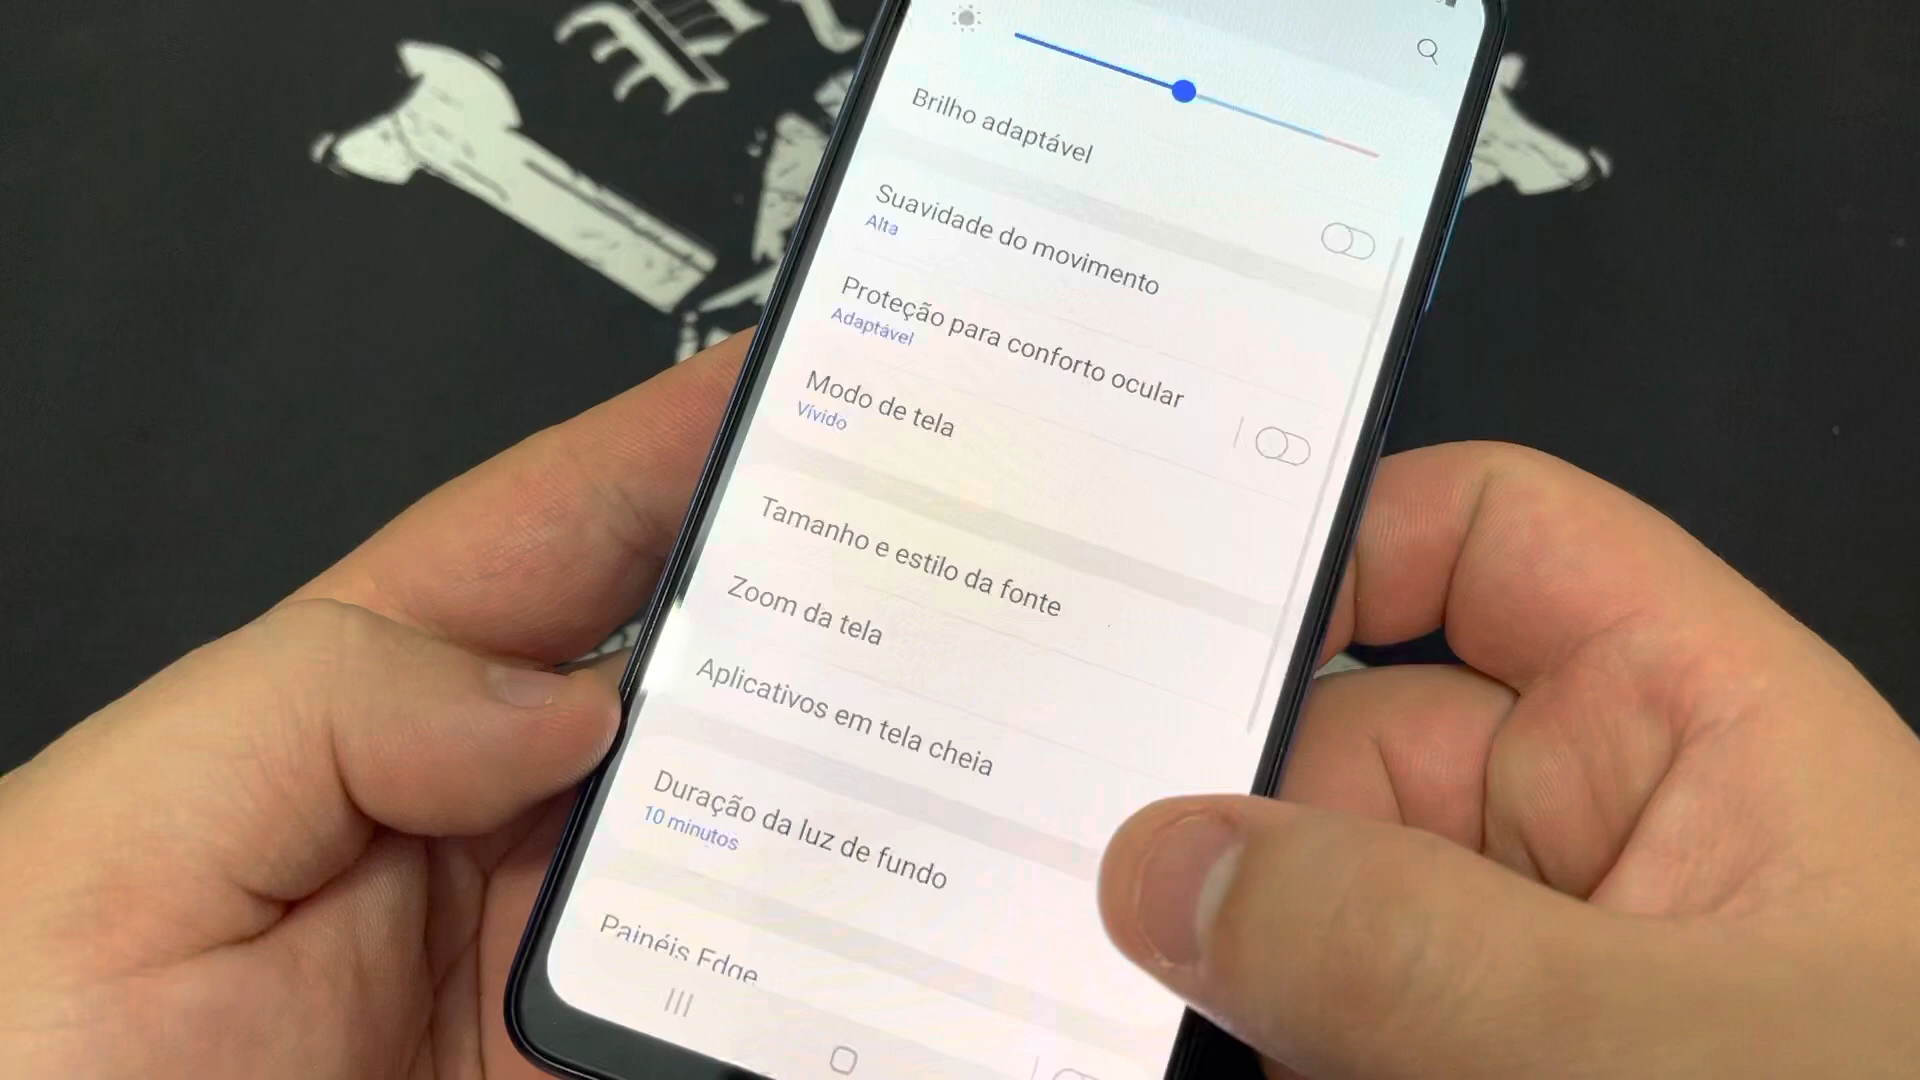 Brilho adaptável
Suavidade do movimento
Alta
Proteção para conforto ocular
Adaptável
Modo de tela
Vívido
Tamanho e estilo da fonte
Zoom da tela
Aplicativos em tela cheia
Duração da luz de fundo
10 minutos
Painéis Edge